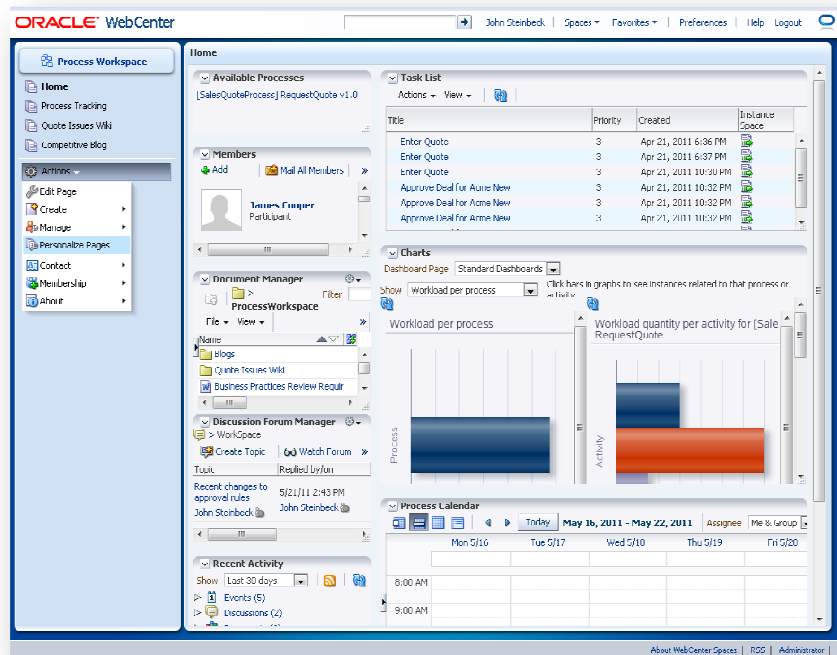 ORACLE WebCenter
John Steinbeck Spaces Favorites Preferences Help Logout
Process Workspace
Home
Process Tracking
Quote Issues Wiki
Competitive Blog
Actions
Edit Page
Create
Manage
Personalize Pages
Contact
Membership
About
Home
Available Processes
[SalesQuoteProcess] RequestQuote v1.0
Members
Add Mail All Members »
James Cooper
Participant
Document Manager
> Filter
ProcessWorkspace
File View »
Name
Blogs
Quote Issues Wiki
Business Practices Review Requir
Discussion Forum Manager
> WorkSpace
Create Topic Watch Forum »
Topic Replied by/on
Recent changes to
approval rules
John Steinbeck
5/21/11 2:43 PM
John Steinbeck
Recent Activity
Show Last 30 days
Events (5)
Discussions (2)
Task List
Actions View
Title Priority Created Instance
Space
Enter Quote 3 Apr 21, 2011 6:36 PM
Enter Quote 3 Apr 21, 2011 6:37 PM
Enter Quote 3 Apr 21, 2011 10:30 PM
Approve Deal for Acme New 3 Apr 21, 2011 10:32 PM
Approve Deal for Acme New 3 Apr 21, 2011 10:32 PM
Approve Deal for Acme New 3 Apr 21, 2011 10:32 PM
Charts
Dashboard Page Standard Dashboards
Show Workload per process
Click bars in graphs to see instances related to that process or
activity
Workload per process
Process
Workload quantity per activity for [Sale
RequestQuote
Activity
Process Calendar
Today May 16, 2011 - May 22, 2011 Assignee Me & Group
Mon 5/16 Tue 5/17 Wed 5/18 Thu 5/19 Fri 5/20
8:00 AM
9:00 AM
About WebCenter Spaces RSS Administrator